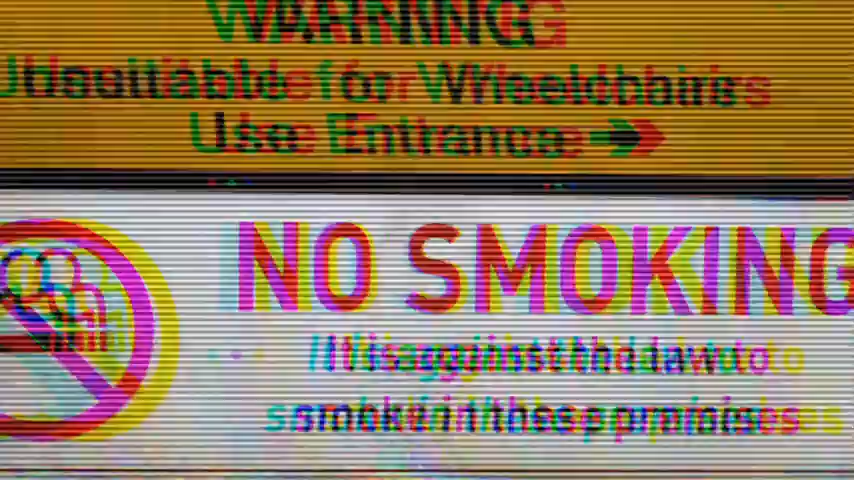 WARNING
Unsuitable for Wheelchairs
Use Entrance →
NO SMOKING
It is against the law to
smoke in these premises